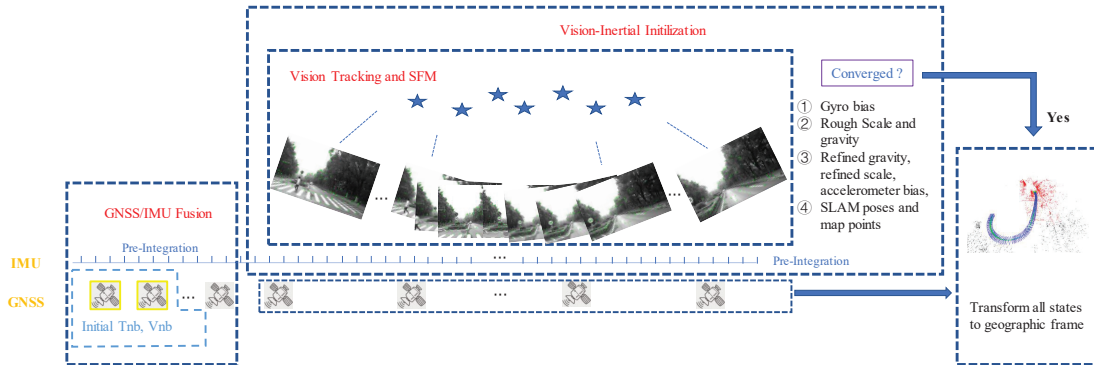 Vision-Inertial Initilization
Vision Tracking and SFM
Converged ?
Yes
① Gyro bias
② Rough Scale and
gravity
③ Refined gravity,
refined scale,
accelerometer bias,
④ SLAM poses and
map points
...
...
GNSS/IMU Fusion
Pre-Integration
IMU
...
Pre-Integration
GNSS
...
...
Initial Tnb, Vnb
Transform all states
to geographic frame